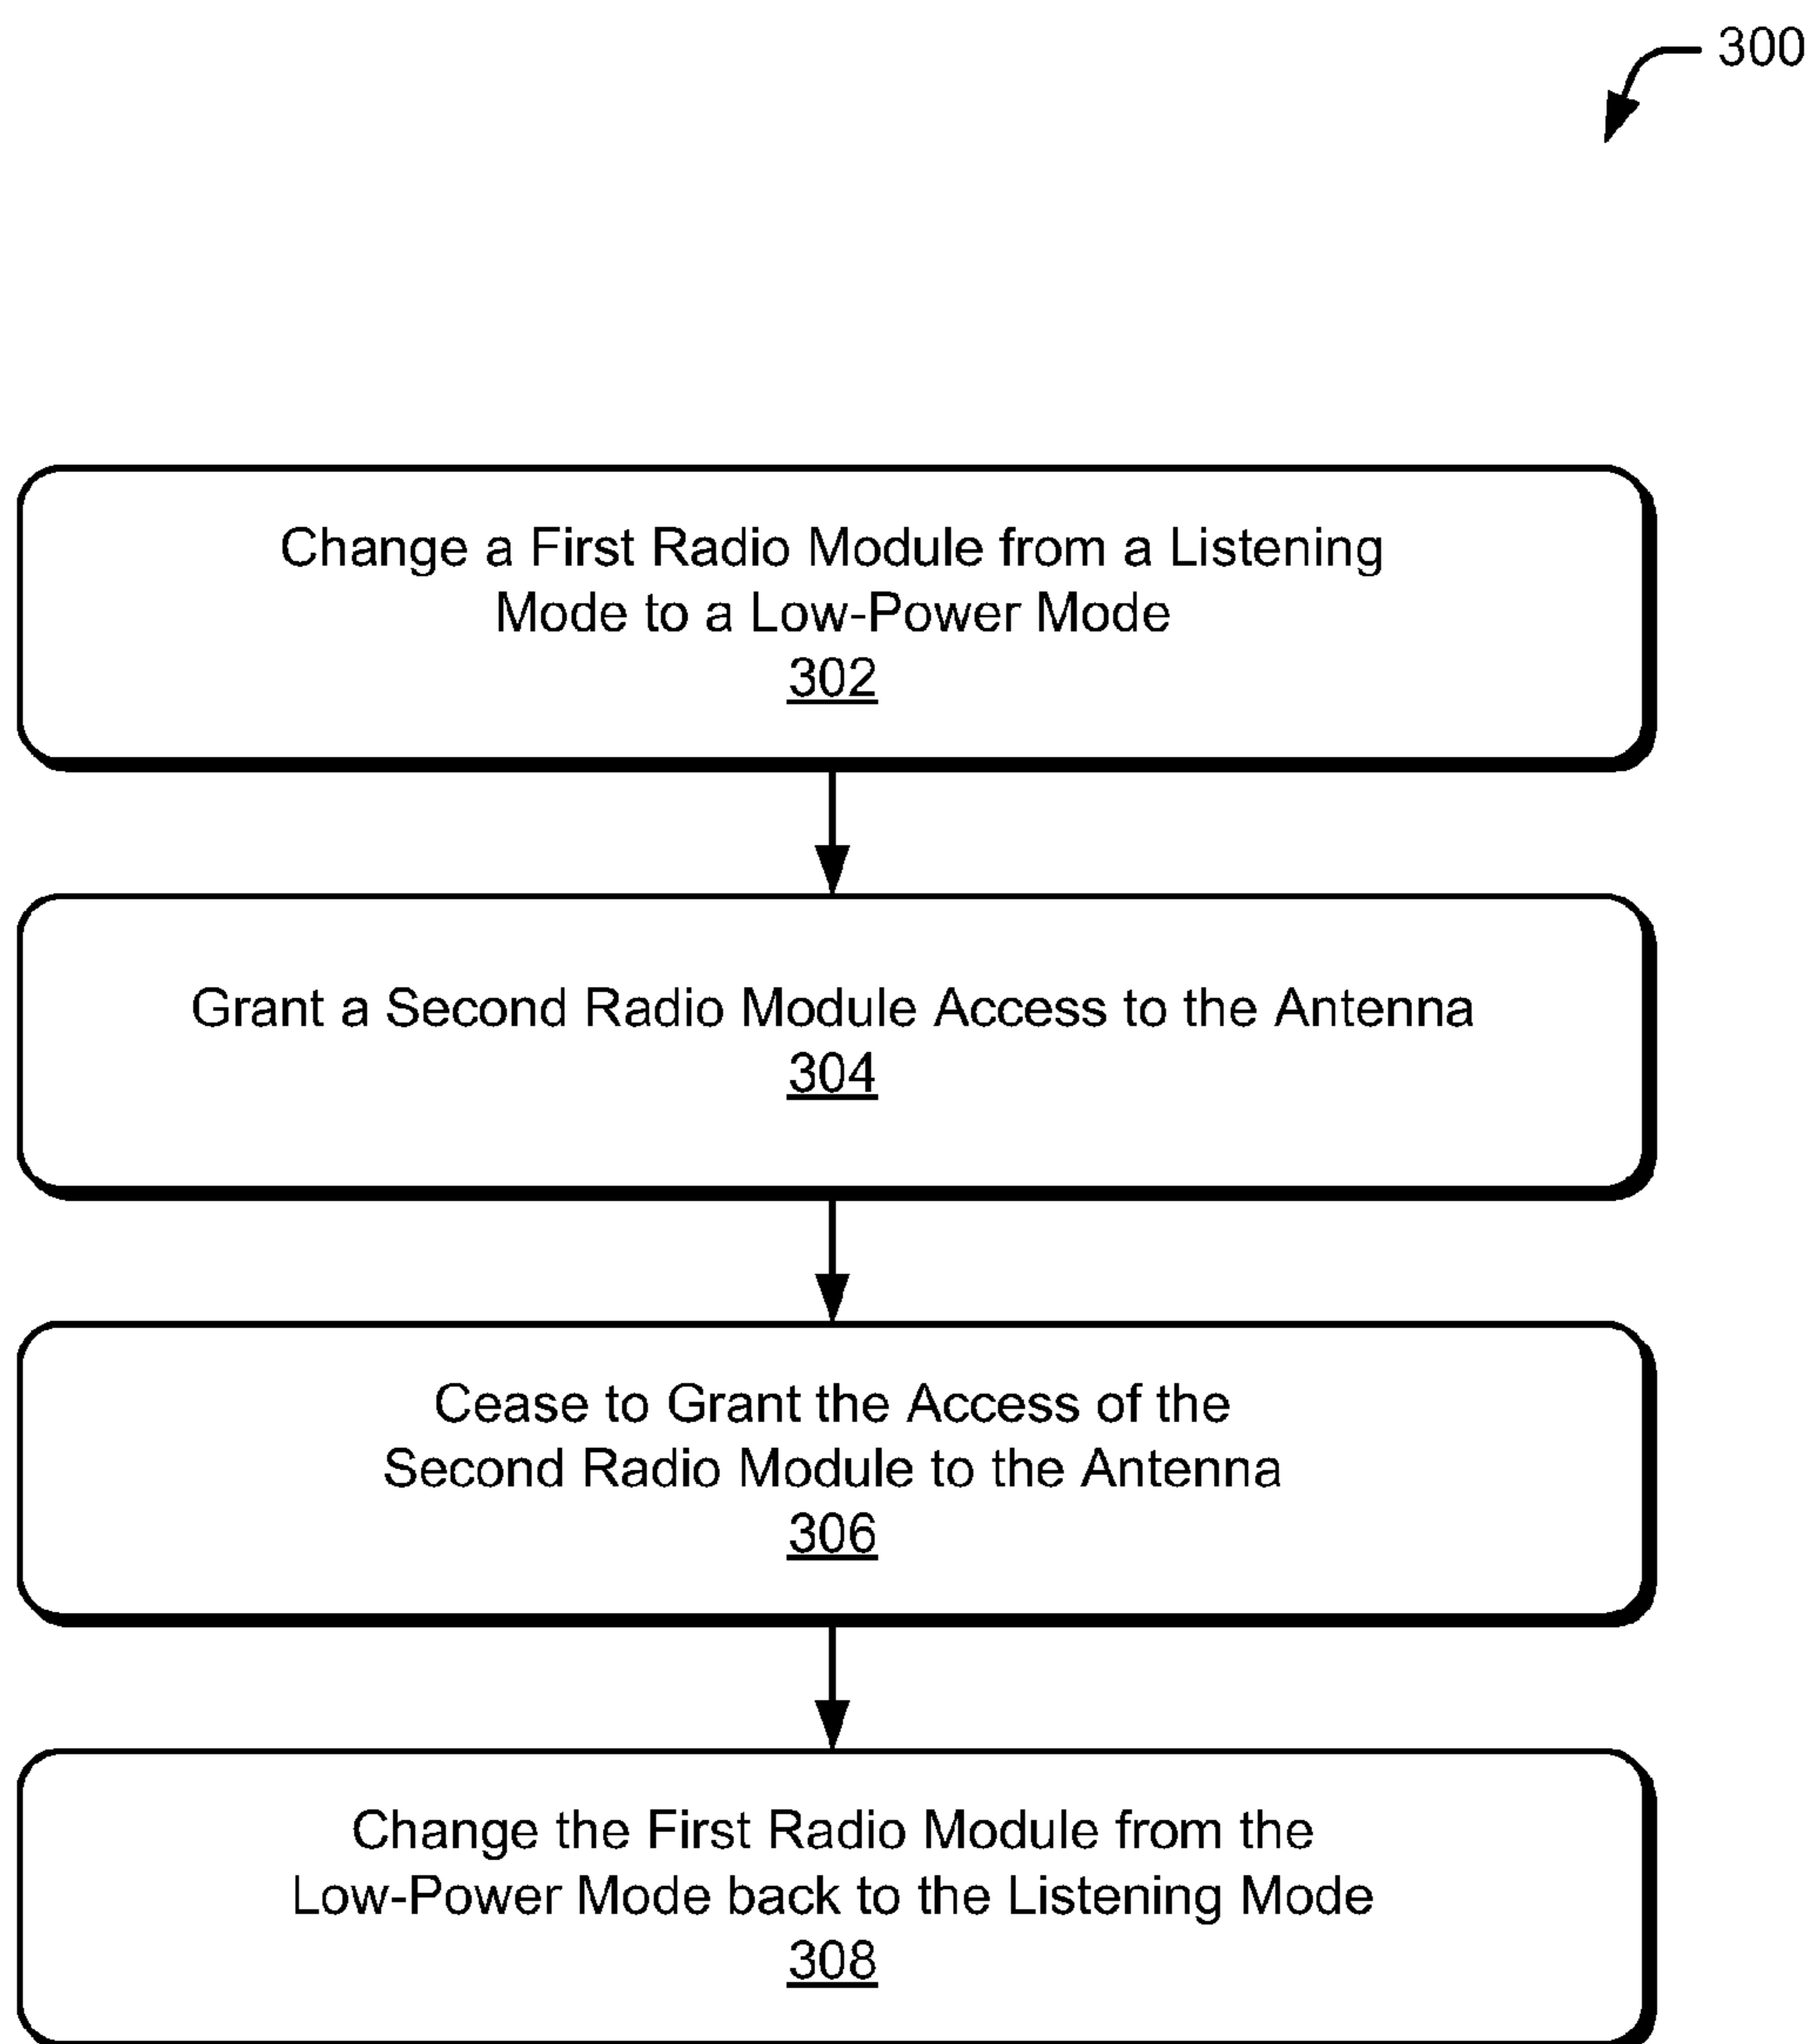 300
Change a First Radio Module from a Listening
Mode to a Low-Power Mode
302
Grant a Second Radio Module Access to the Antenna
304
Cease to Grant the Access of the
Second Radio Module to the Antenna
306
Change the First Radio Module from the
Low-Power Mode back to the Listening Mode
308